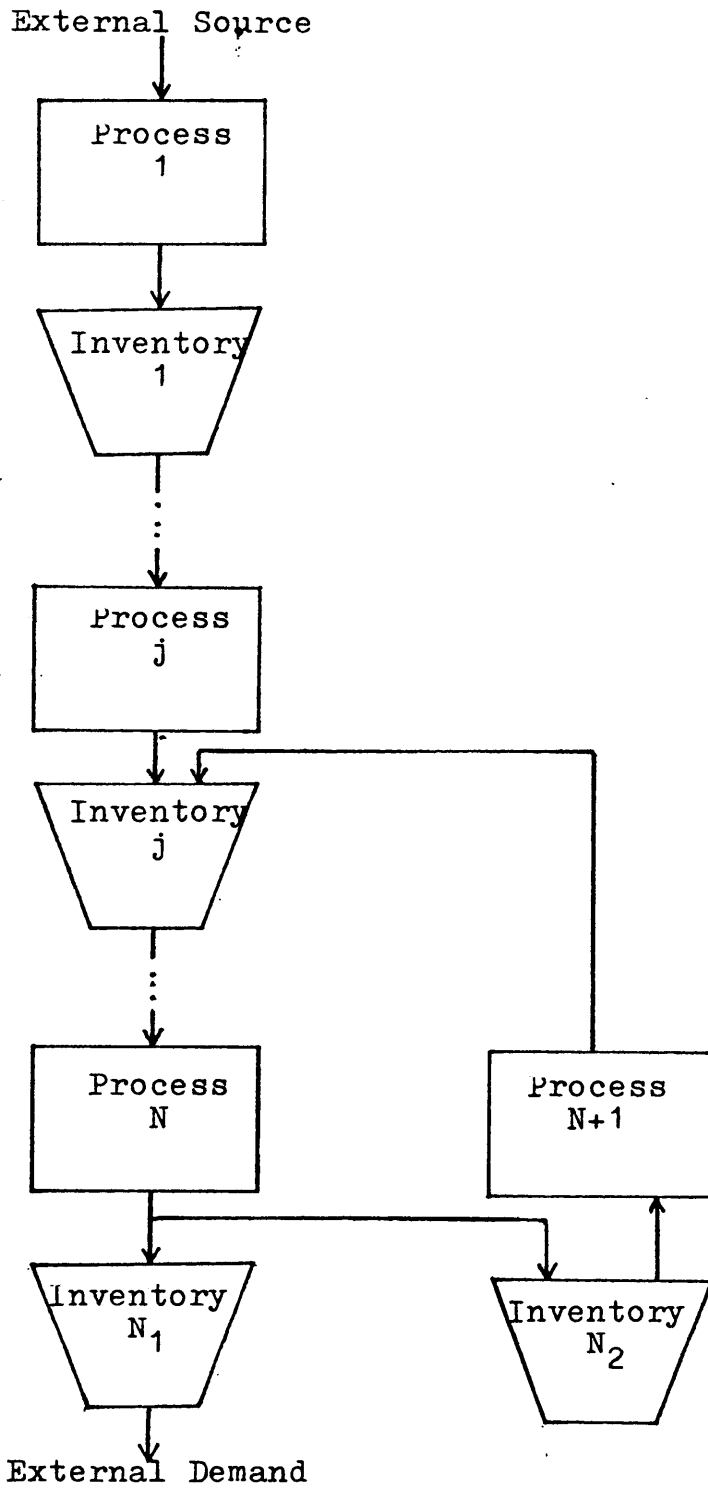 External Source
Process
1
Inventory
1
Process
j
Inventory
j
Process
N
Process
N+1
Inventory
N₁
Inventory
N₂
External Demand